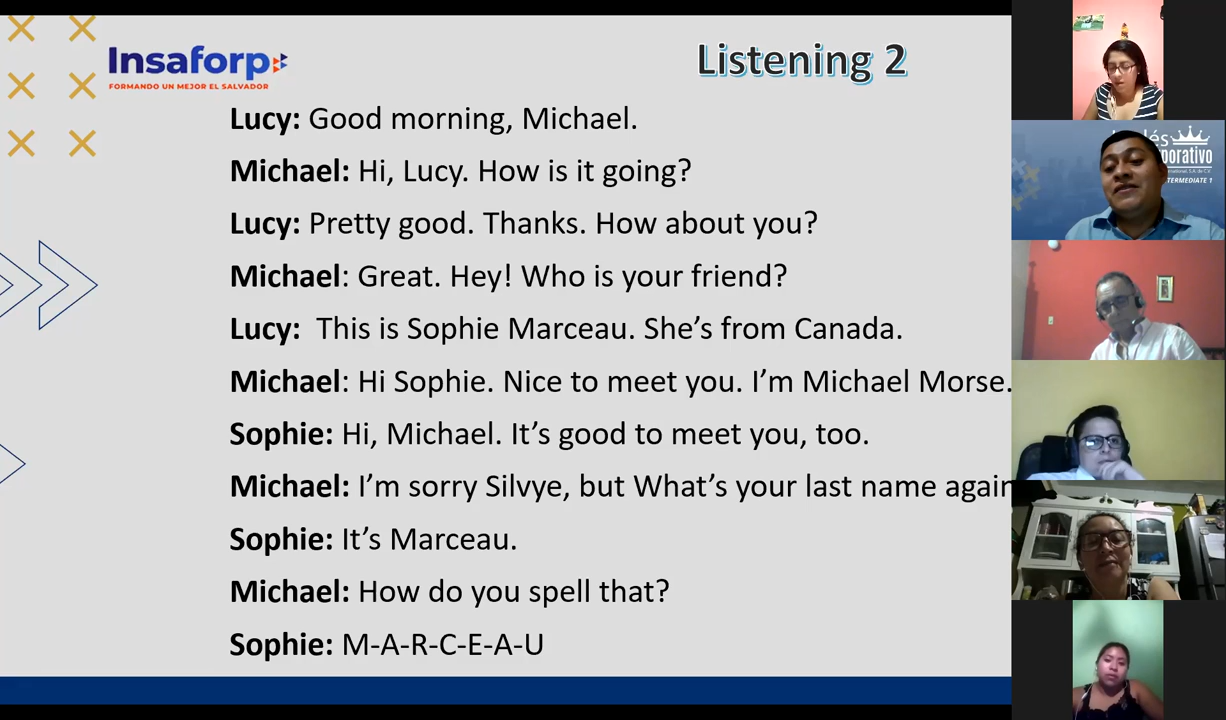 Insaforp
FORMANDO UN MEJOR EL SALVADOR
Listening 2
Lucy: Good morning, Michael.
Michael: Hi, Lucy. How is it going?
Lucy: Pretty good. Thanks. How about you?
Michael: Great. Hey! Who is your friend?
Lucy: This is Sophie Marceau. She's from Canada.
Michael: Hi Sophie. Nice to meet you. I'm Michael Morse.
Sophie: Hi, Michael. It's good to meet you, too.
Michael: I'm sorry Silvye, but What's your last name again
Sophie: It's Marceau.
Michael: How do you spell that?
Sophie: M-A-R-C-E-A-U